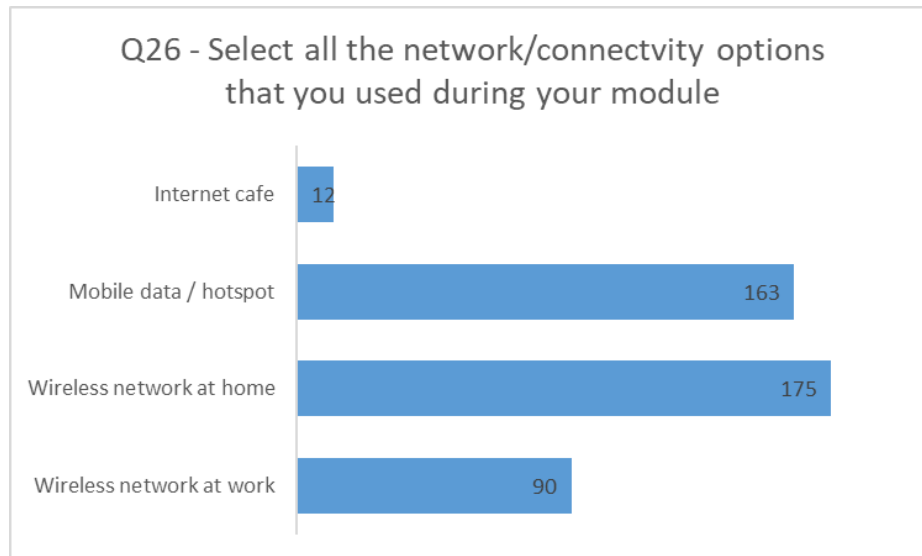 Q26 - Select all the network/connectvity options
that you used during your module
Internet cafe
12
Mobile data / hotspot
163
Wireless network at home
175
Wireless network at work
90